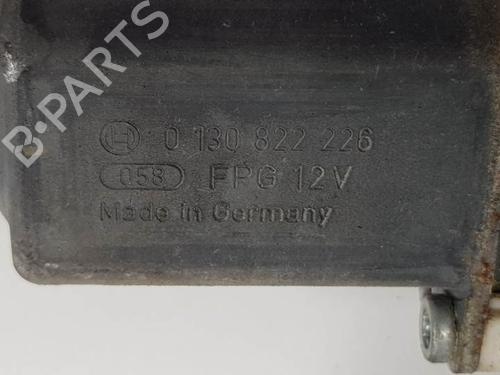 B-PARTS
0 130 822 226
058 FPG 12V
Made in Germany